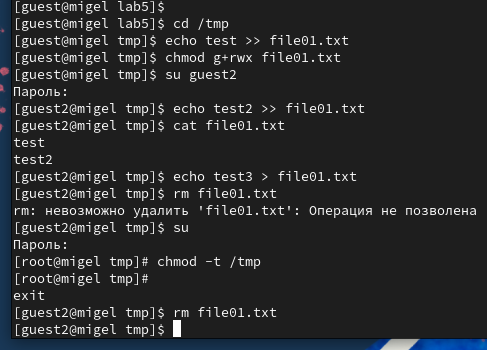 [guest@migel lab5]$
[guest@migel lab5]$ cd /tmp
[guest@migel tmp]$ echo test >> file01.txt
[guest@migel tmp]$ chmod g+rwx file01.txt
[guest@migel tmp]$ su guest2
Пароль:
[guest2@migel tmp]$ echo test2 >> file01.txt
[guest2@migel tmp]$ cat file01.txt
test
test2
[guest2@migel tmp]$ echo test3 > file01.txt
[guest2@migel tmp]$ rm file01.txt
rm: невозможно удалить 'file01.txt': Операция не позволена
[guest2@migel tmp]$ su
Пароль:
[root@migel tmp]# chmod -t /tmp
[root@migel tmp]#
exit
[guest2@migel tmp]$ rm file01.txt
[guest2@migel tmp]$